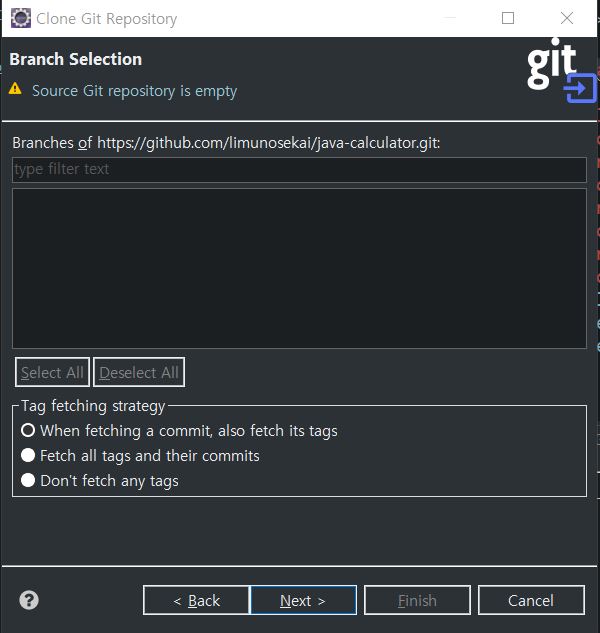 Clone Git Repository
Branch Selection
git
Source Git repository is empty
Branches of https://github.com/limunosekai/java-calculator.git:
type filter text
Select All Deselect All
Tag fetching strategy
When fetching a commit, also fetch its tags
Fetch all tags and their commits
Don't fetch any tags
? < Back Next > Finish Cancel